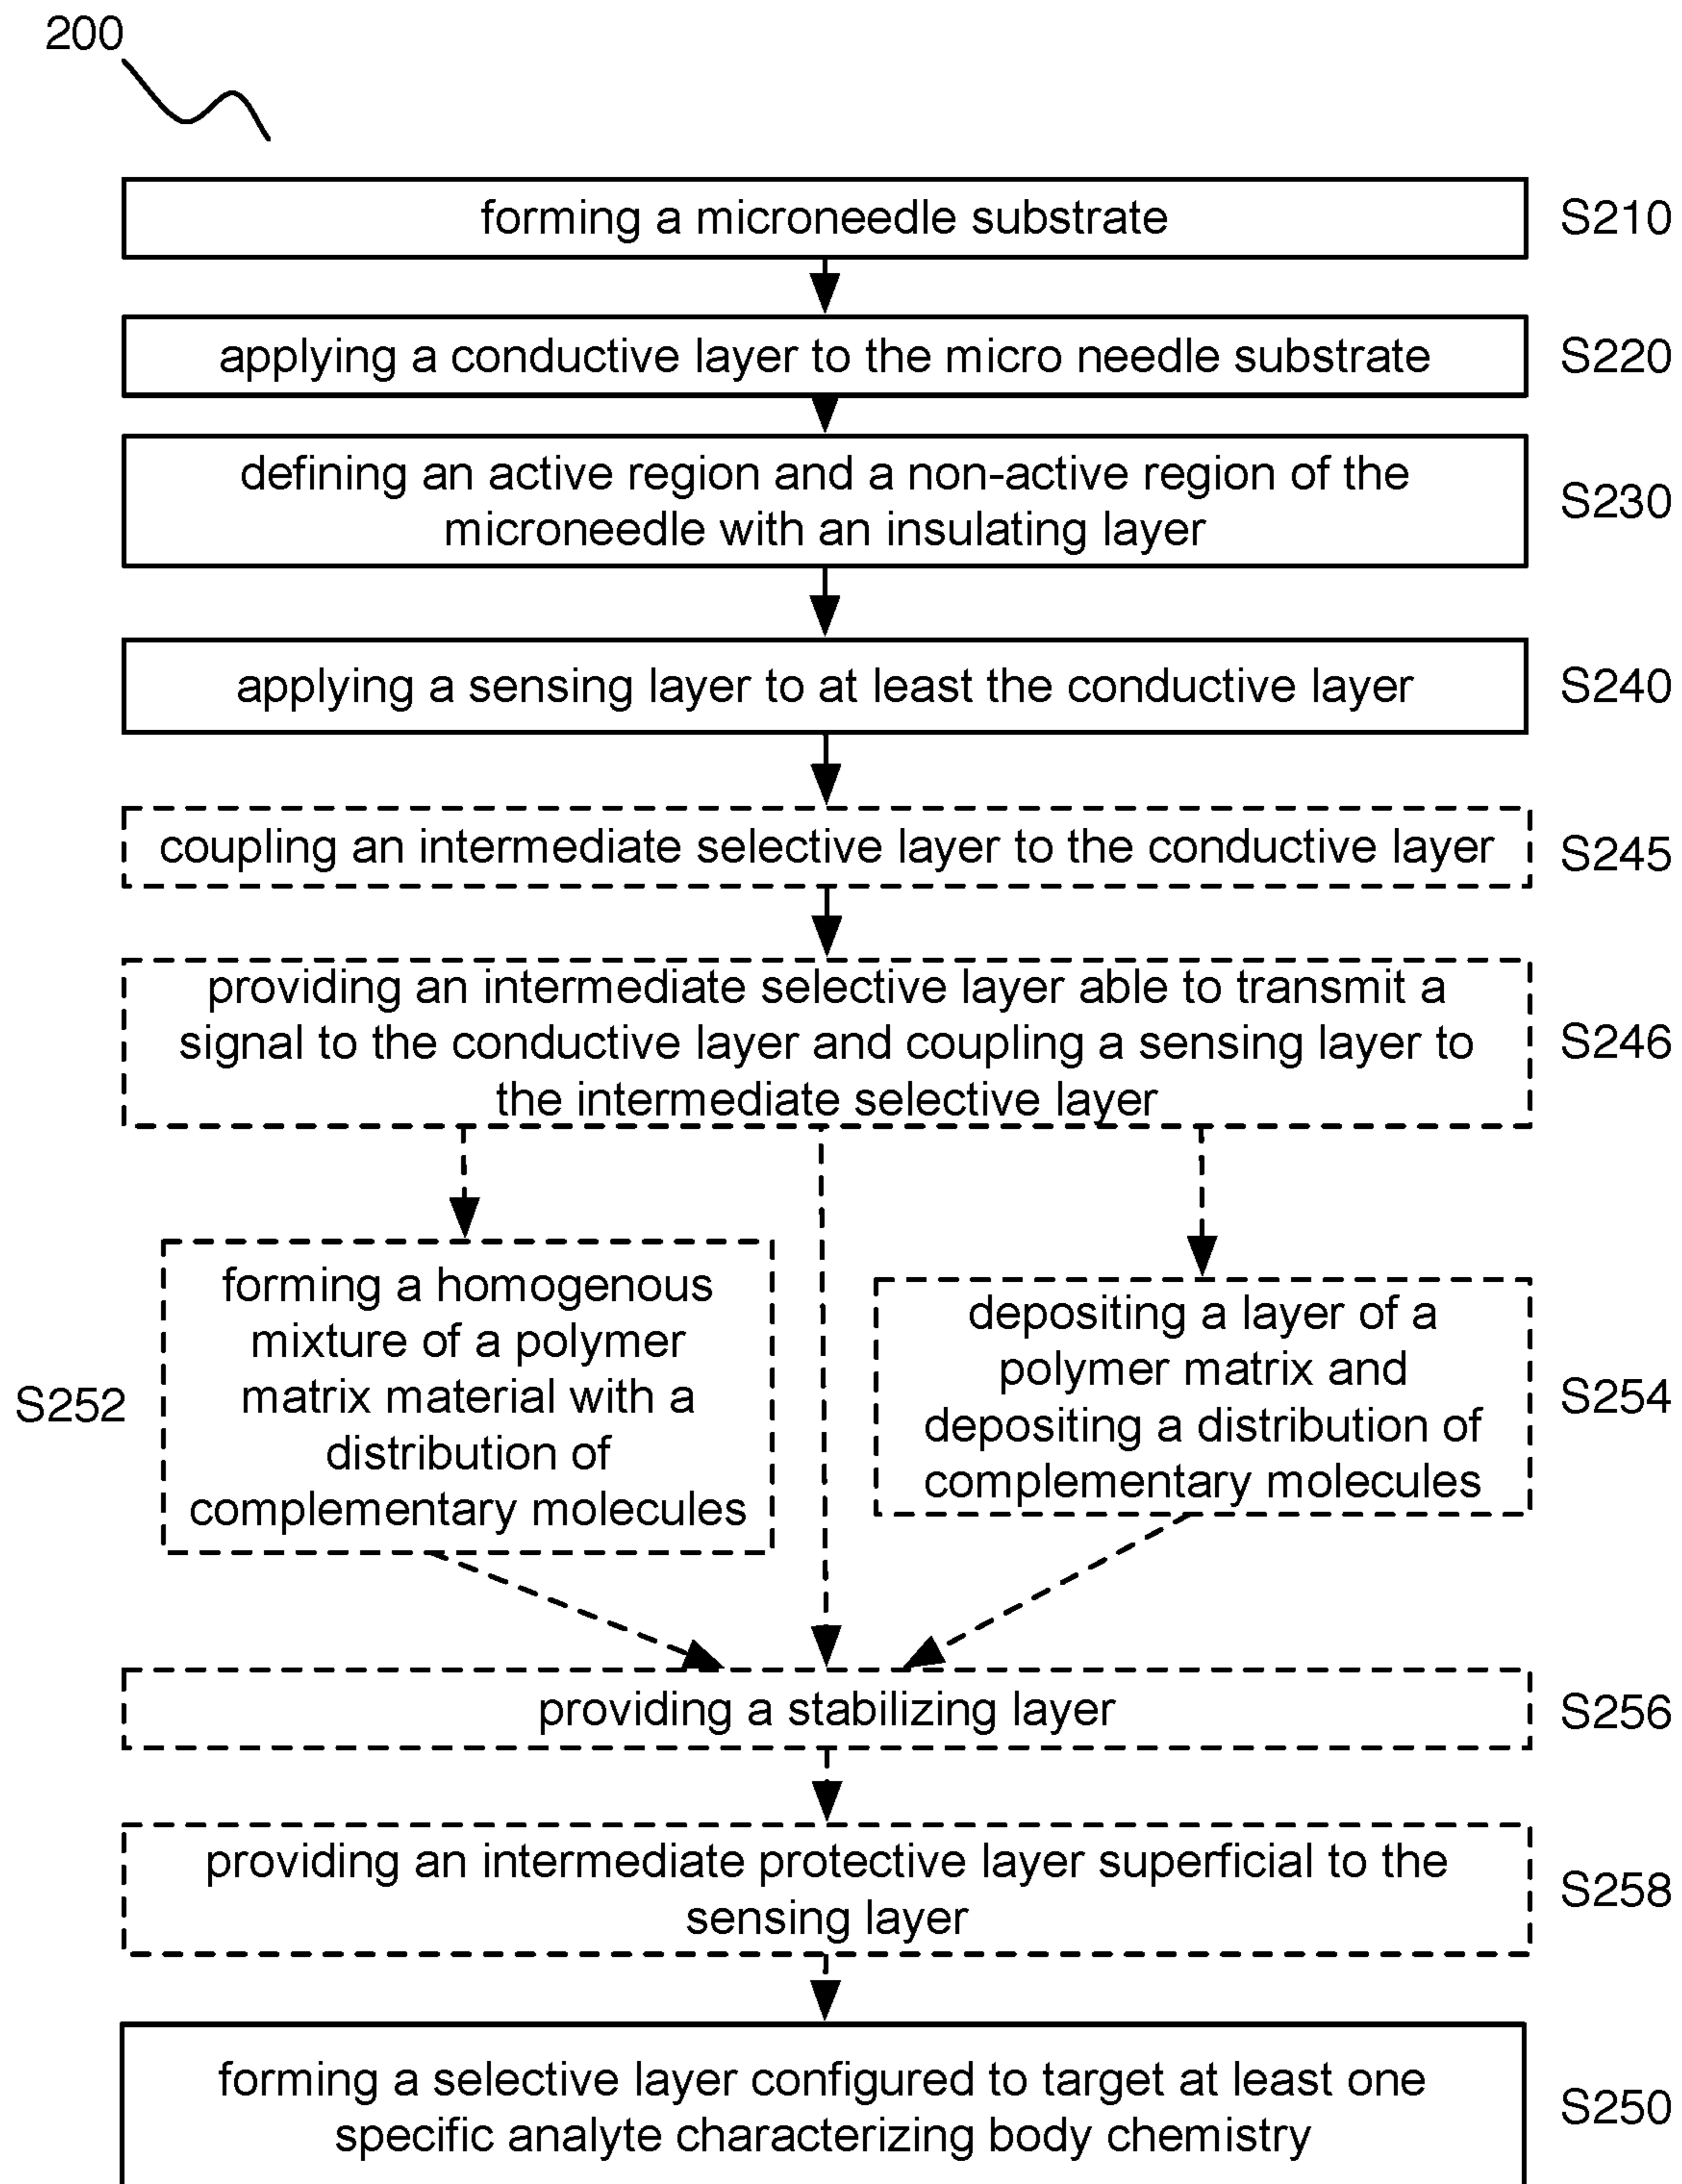 200
forming a microneedle substrate
S210
applying a conductive layer to the micro needle substrate
S220
defining an active region and a non-active region of the
microneedle with an insulating layer
S230
applying a sensing layer to at least the conductive layer
S240
coupling an intermediate selective layer to the conductive layer
S245
providing an intermediate selective layer able to transmit a
signal to the conductive layer and coupling a sensing layer to
the intermediate selective layer
S246
S252
forming a homogenous
mixture of a polymer
matrix material with a
distribution of
complementary molecules
depositing a layer of a
polymer matrix and
depositing a distribution of
complementary molecules
S254
providing a stabilizing layer
S256
providing an intermediate protective layer superficial to the
sensing layer
S258
forming a selective layer configured to target at least one
specific analyte characterizing body chemistry
S250